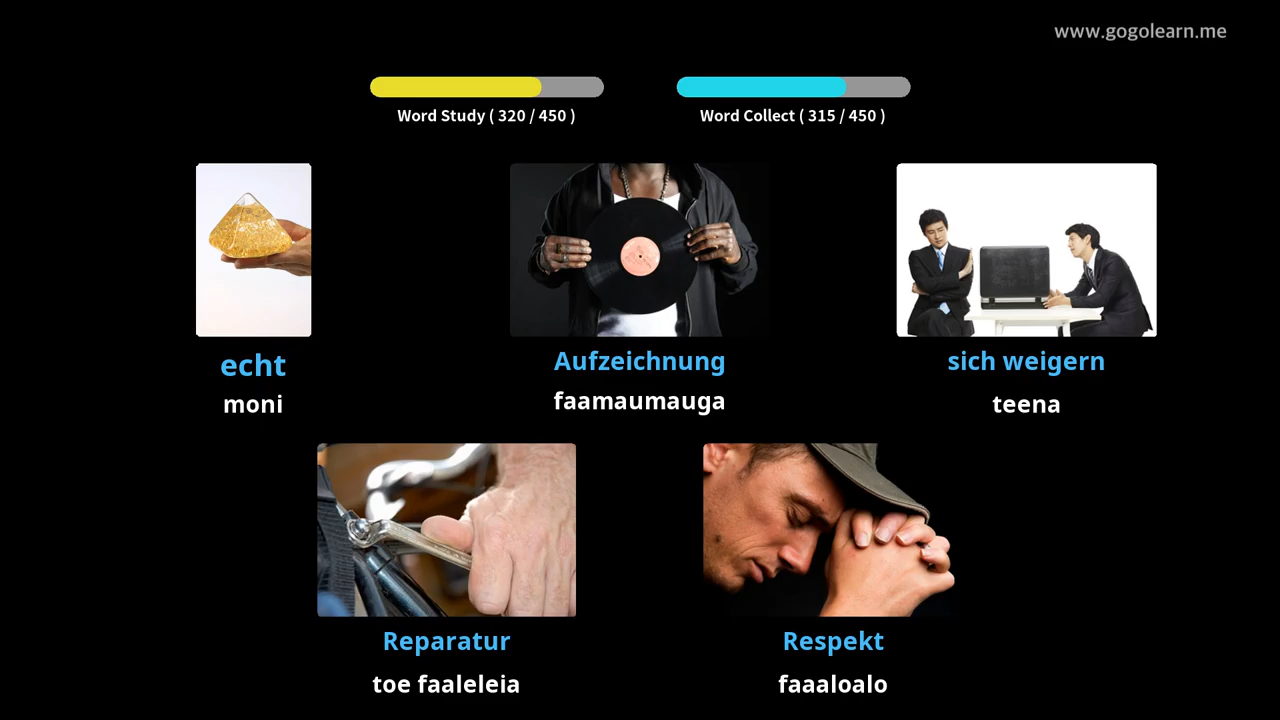 www.gogolearn.me
Word Study ( 320 / 450 )
Word Collect ( 315 / 450 )
echt
moni
Aufzeichnung
faamaumauga
sich weigern
teena
Reparatur
toe faaleleia
Respekt
faaaloalo